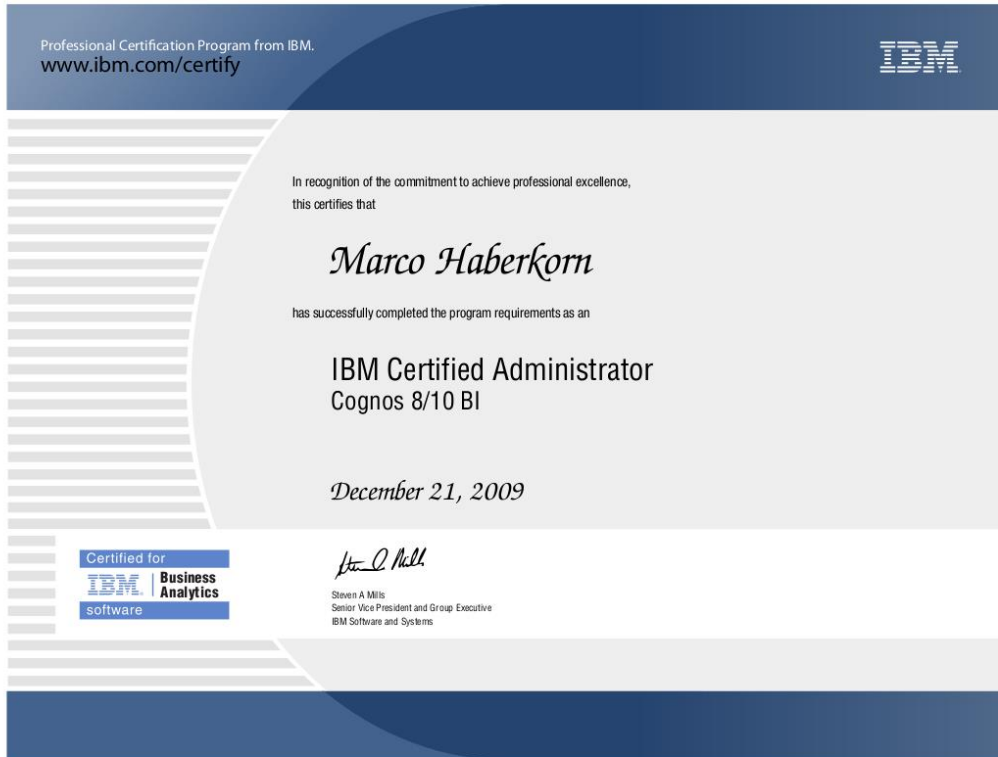 Professional Certification Program from IBM.
www.ibm.com/certify
IBM
In recognition of the commitment to achieve professional excellence,
this certifies that
Marco Haberkorn
has successfully completed the program requirements as an
IBM Certified Administrator
Cognos 8/10 BI
December 21, 2009
Certified for
IBM. Business
Analytics
software
Steven A Mills
Senior Vice President and Group Executive
IBM Software and Systems